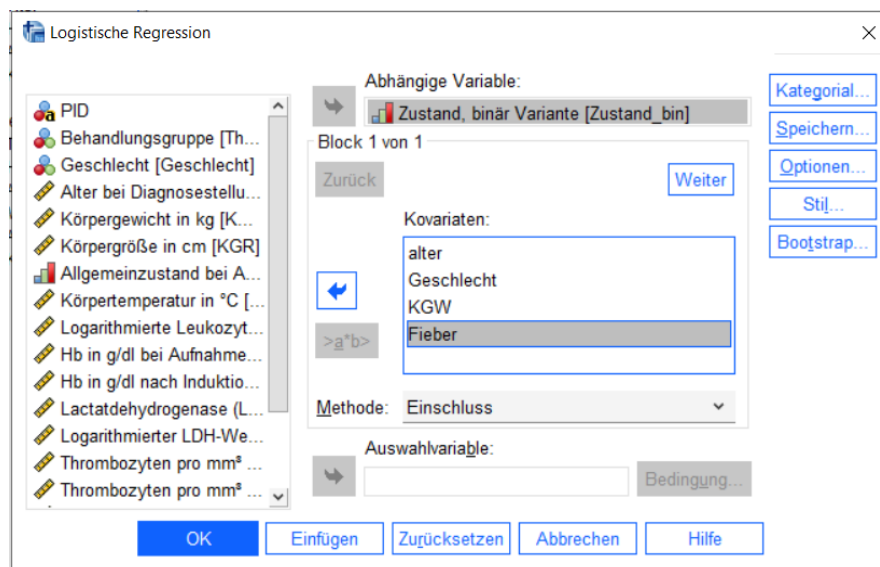 Logistische Regression
PID
Behandlungsgruppe [Th...
Geschlecht [Geschlecht]
Alter bei Diagnosestellu...
Körpergewicht in kg [K...
Körpergröße in cm [KGR]
Allgemeinzustand bei A...
Körpertemperatur in °C [...
Logarithmierte Leukozyt...
Hb in g/dl bei Aufnahme...
Hb in g/dl nach Induktio...
Lactatdehydrogenase (L...
Logarithmierter LDH-We...
Thrombozyten pro mm³ ...
Thrombozyten pro mm³ ...
Abhängige Variable:
Zustand, binär Variante [Zustand_bin]
Block 1 von 1
Zurück
Weiter
Kovariaten:
alter
Geschlecht
KGW
Fieber
>a*b>
Methode: Einschluss
Auswahlvariable:
Bedingung...
Kategorial...
Speichern...
Optionen...
Stil...
Bootstrap...
OK
Einfügen
Zurücksetzen
Abbrechen
Hilfe